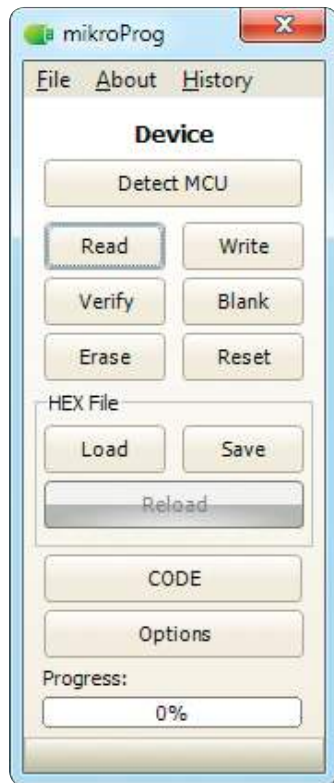 mikroProg
File About History
Device
Detect MCU
Read Write
Verify Blank
Erase Reset
HEX File
Load Save
Reload
CODE
Options
Progress:
0%